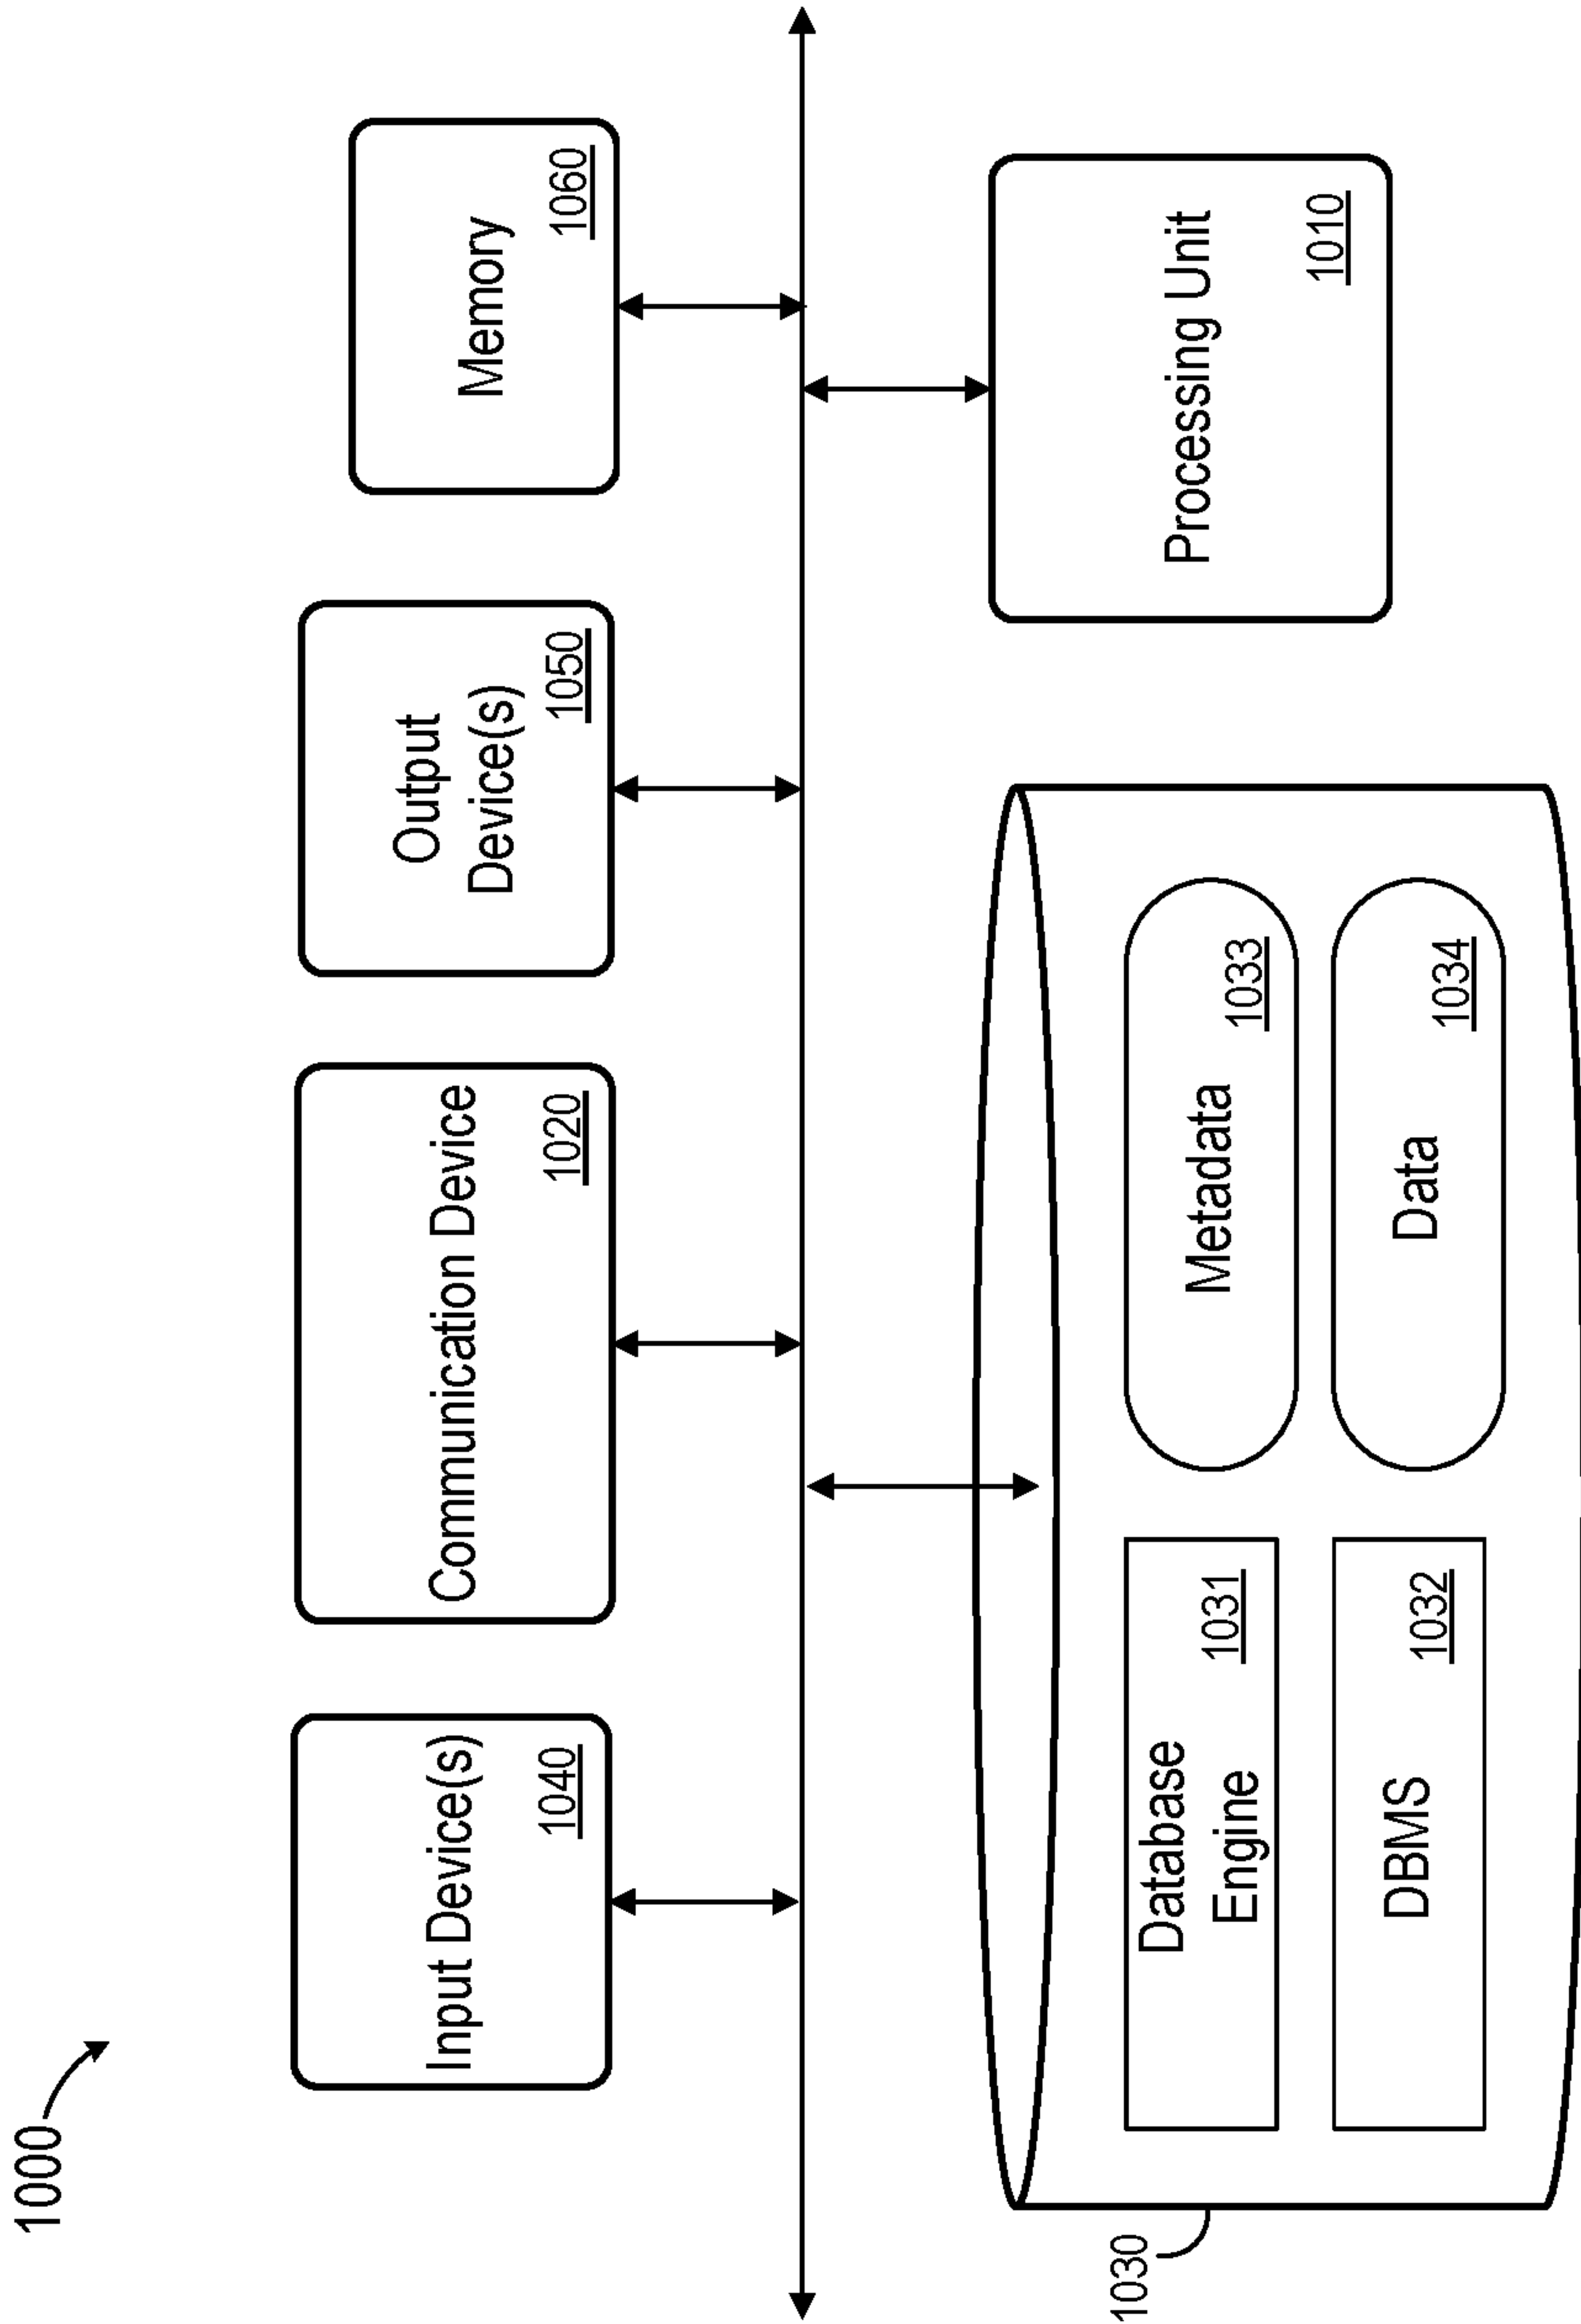 1000
Input Device(s)
1040
Communication Device
1020
Output
Device(s)
1050
Memory
1060
1030
Database
Engine
1031
DBMS
1032
Metadata
1033
Data
1034
Processing Unit
1010